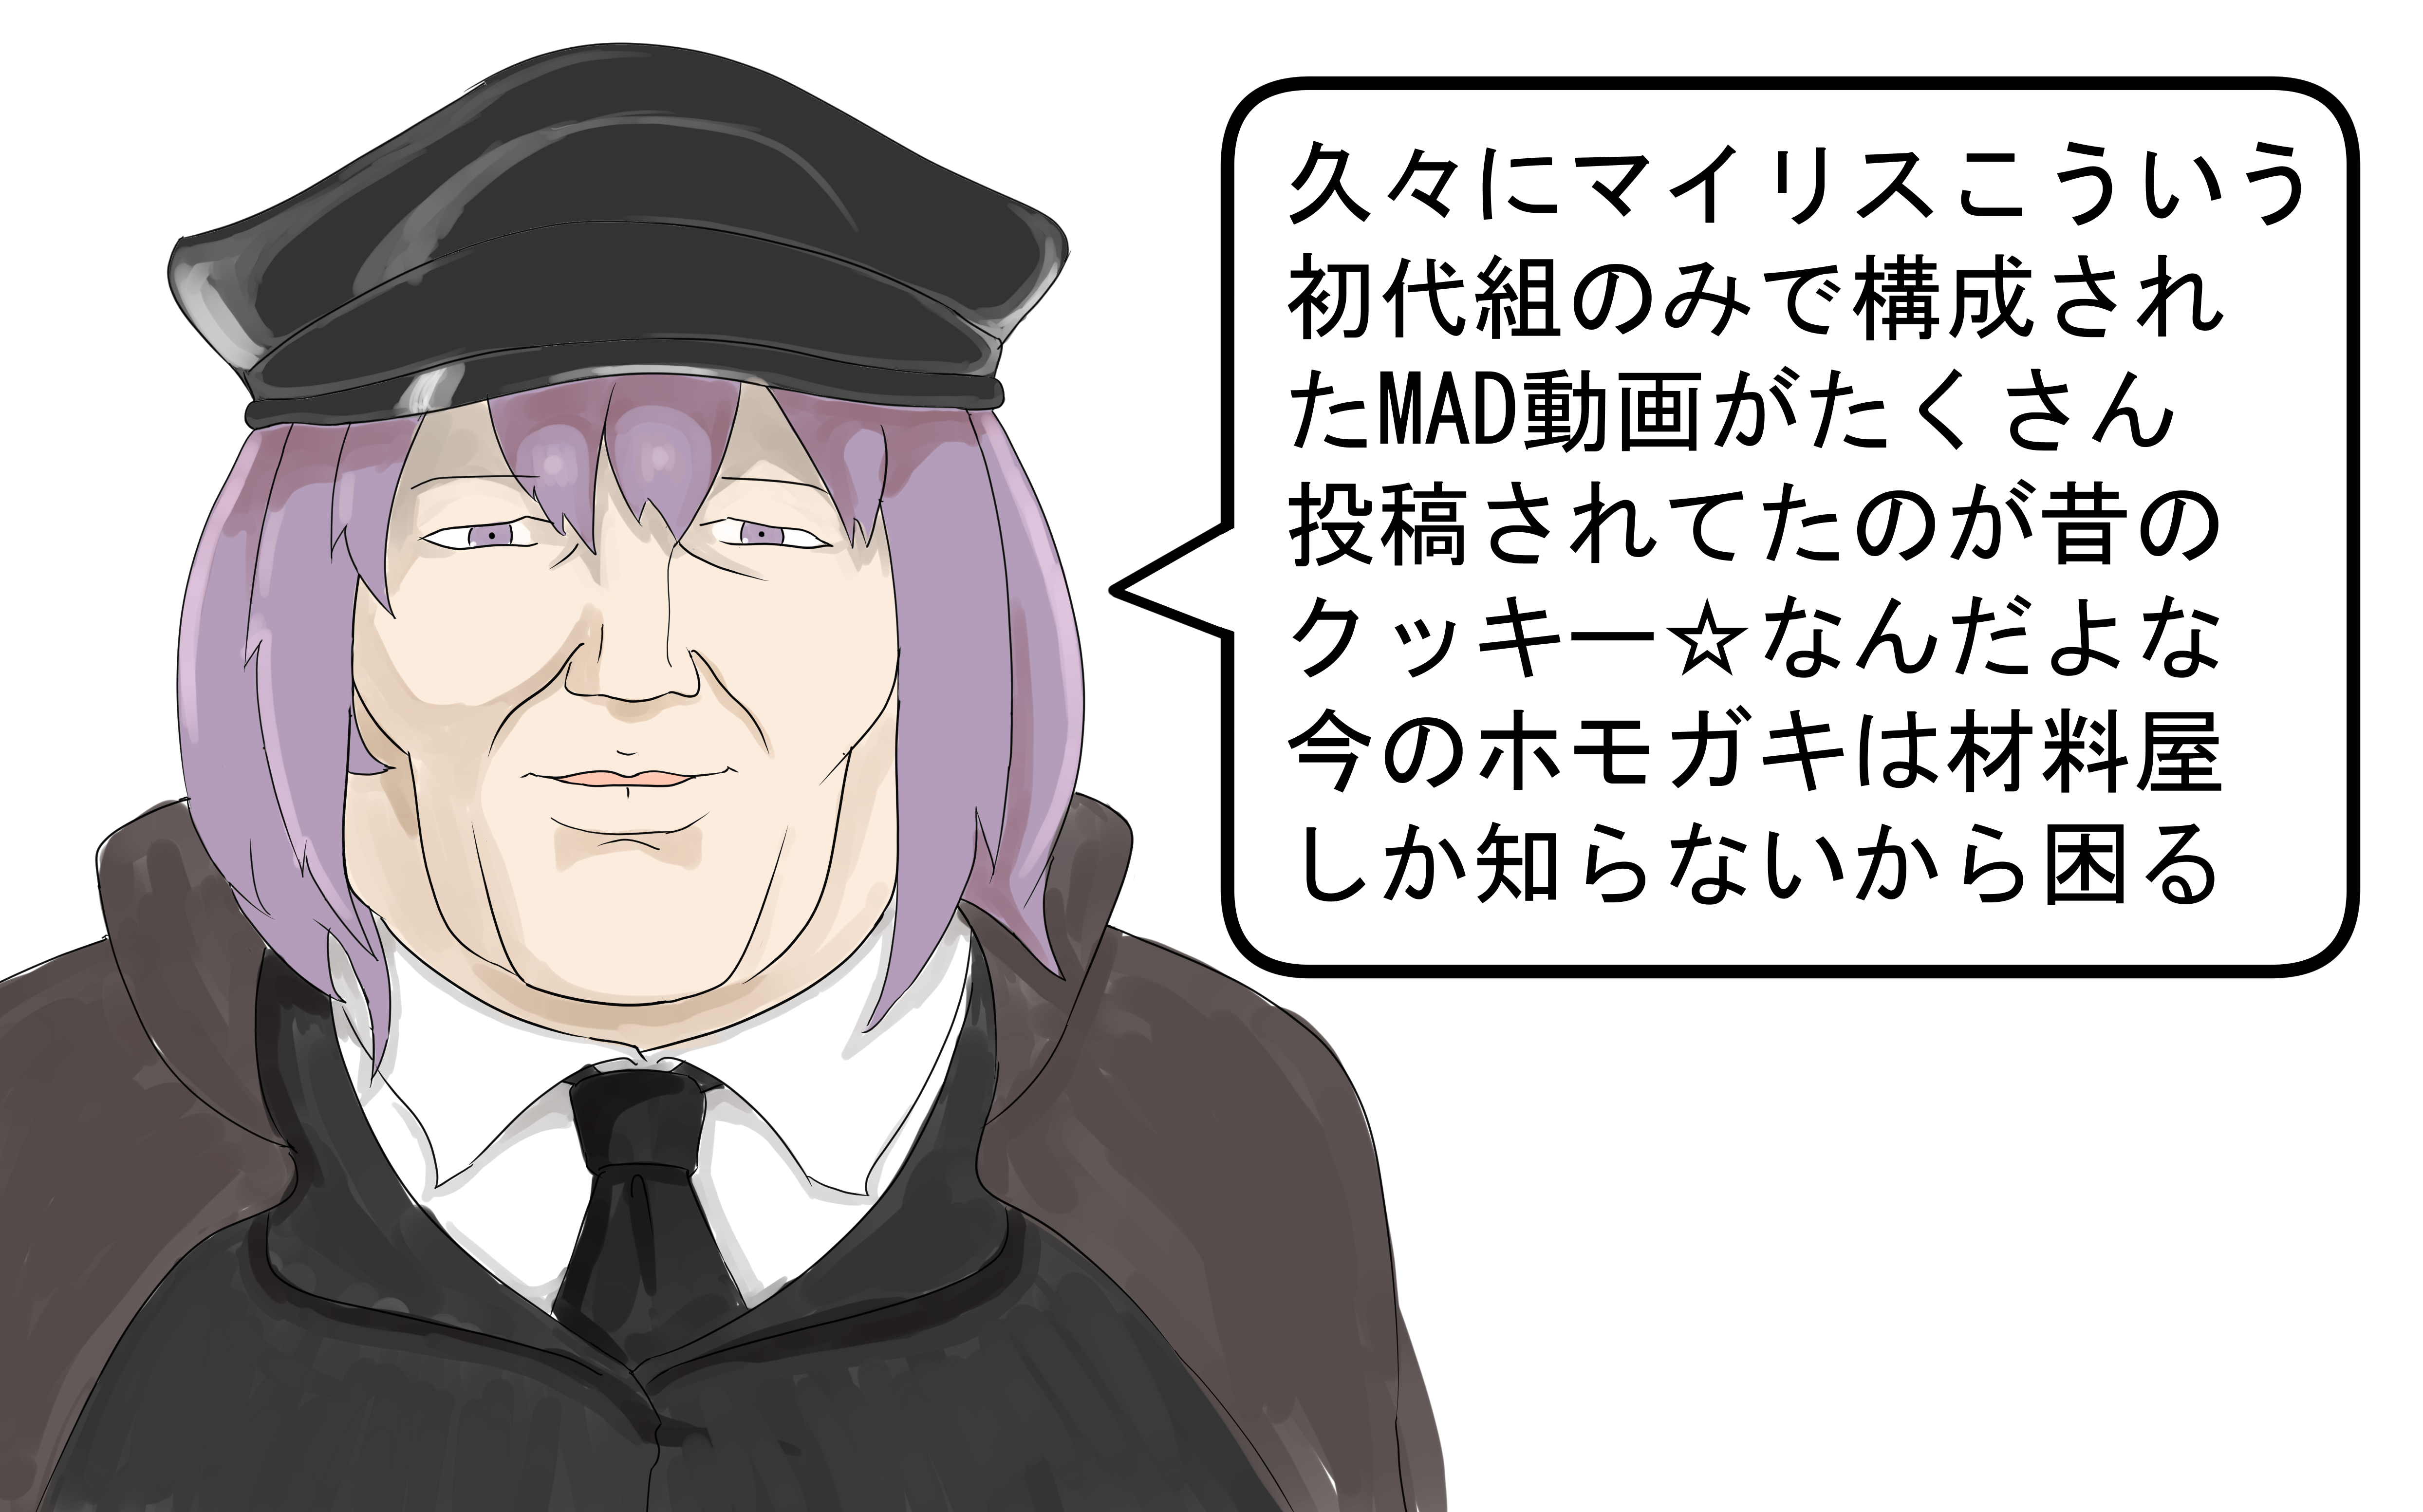 久々にマイリスこういう
初代組のみで構成され
たMAD動画がたくさん
投稿されてたのが昔の
クッキー☆なんだよな
今のホモガキは材料屋
しか知らないから困る